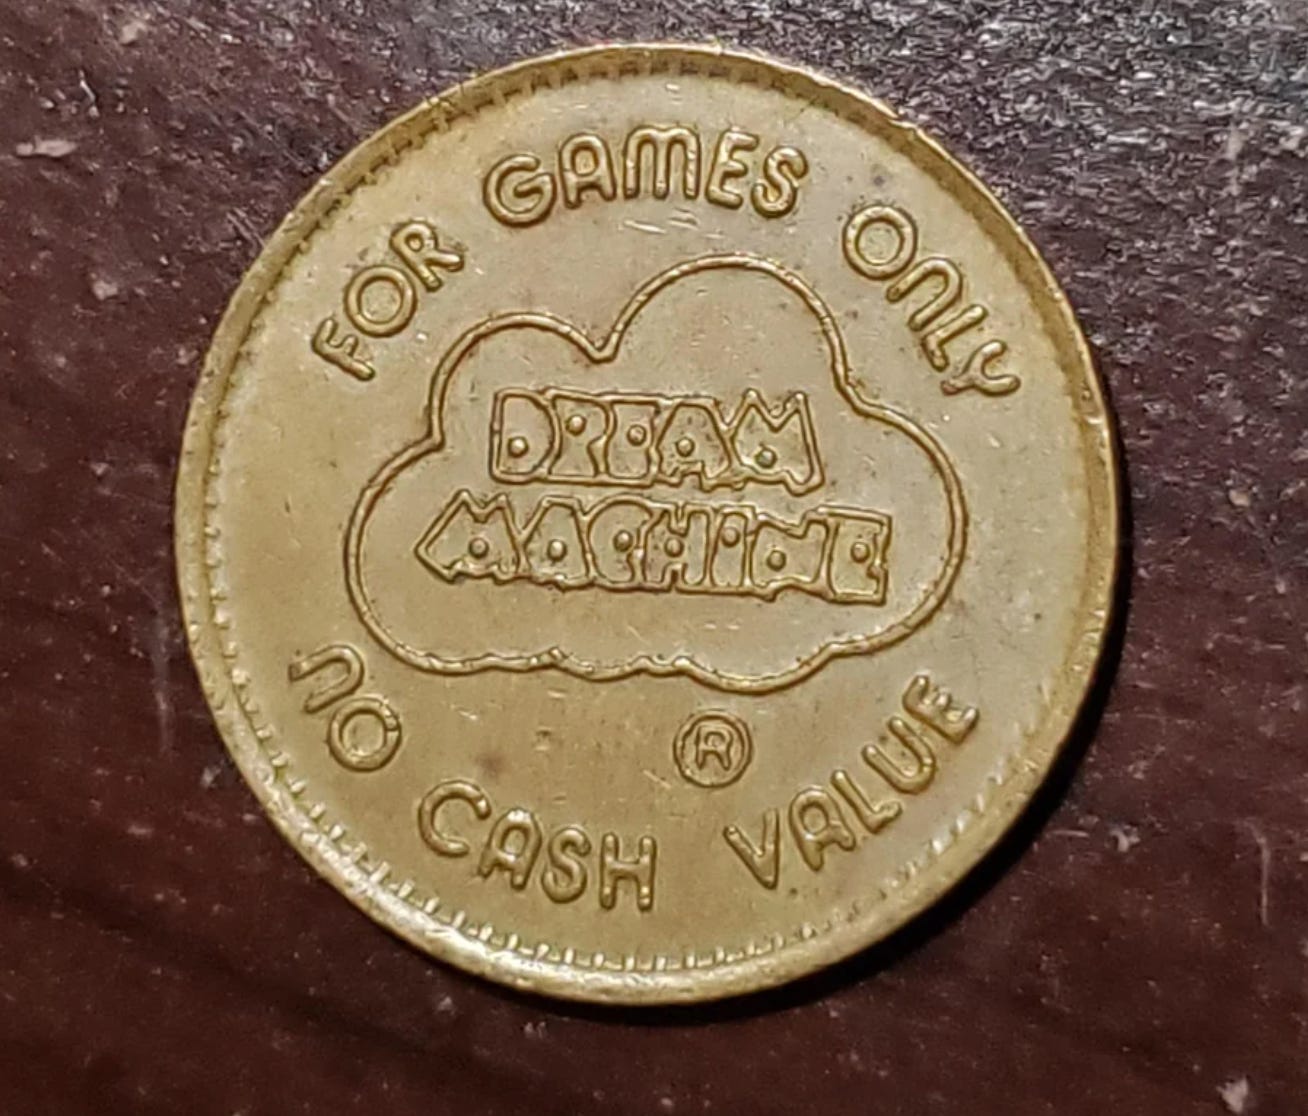 FOR GAMES ONLY
DREAM
MACHINE
®
NO CASH VALUE